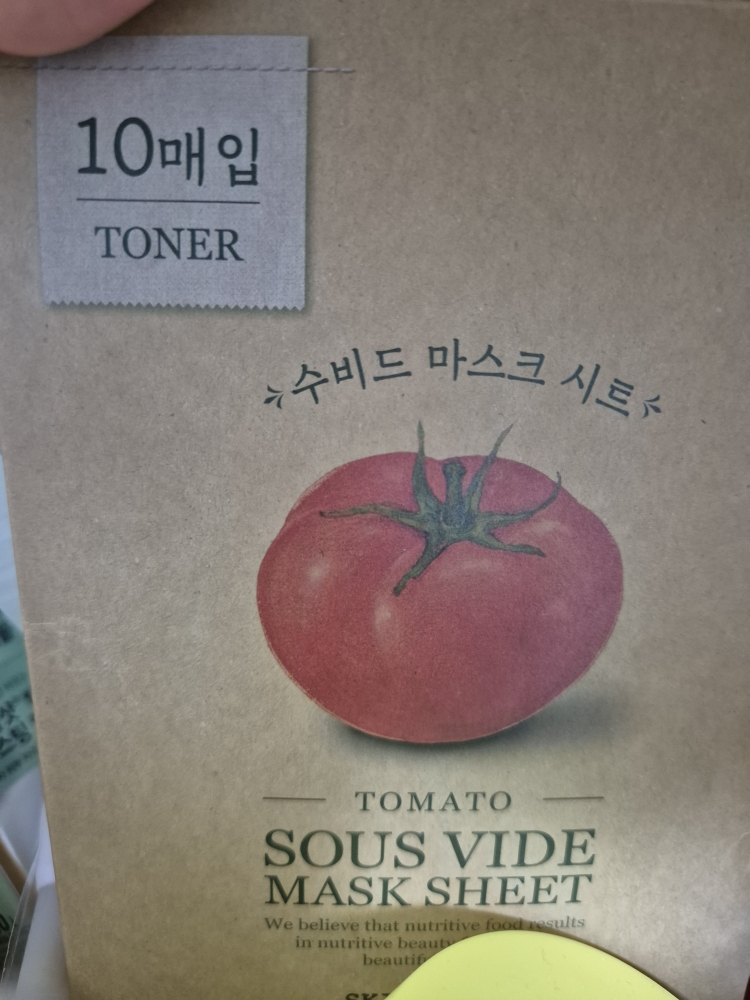 10매입
TONER
수비드 마스크 시트
TOMATO
SOUS VIDE
MASK SHEET
We believe that nutritive food results
in nutritive beauty